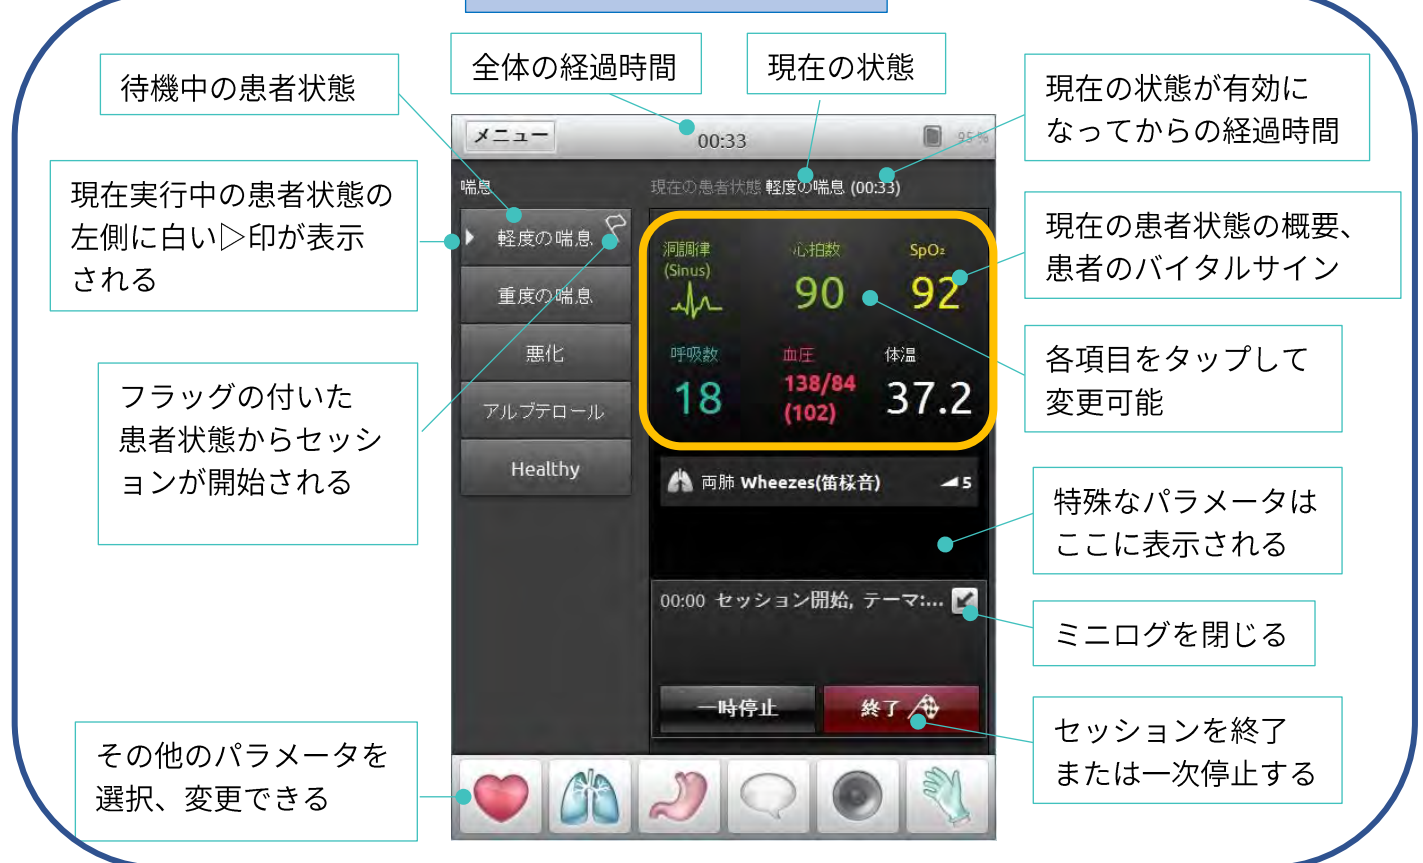 全体の経過時間
現在の状態
待機中の患者状態
現在の状態が有効に
なってからの経過時間
メニュー
00:33
95 %
現在実行中の患者状態の
左側に白い▷印が表示
される
喘息
現在の患者状態 軽度の喘息 (00:33)
軽度の喘息
重度の喘息
悪化
アルブテロール
Healthy
洞調律
(Sinus)
心拍数
90
SpO₂
92
呼吸数
18
血圧
138/84
(102)
体温
37.2
現在の患者状態の概要、
患者のバイタルサイン
各項目をタップして
変更可能
フラッグの付いた
患者状態からセッシ
ョンが開始される
両肺 Wheezes(笛様音)
5
特殊なパラメータは
ここに表示される
00:00 セッション開始, テーマ:...
ミニログを閉じる
一時停止
終了
セッションを終了
または一次停止する
その他のパラメータを
選択、変更できる